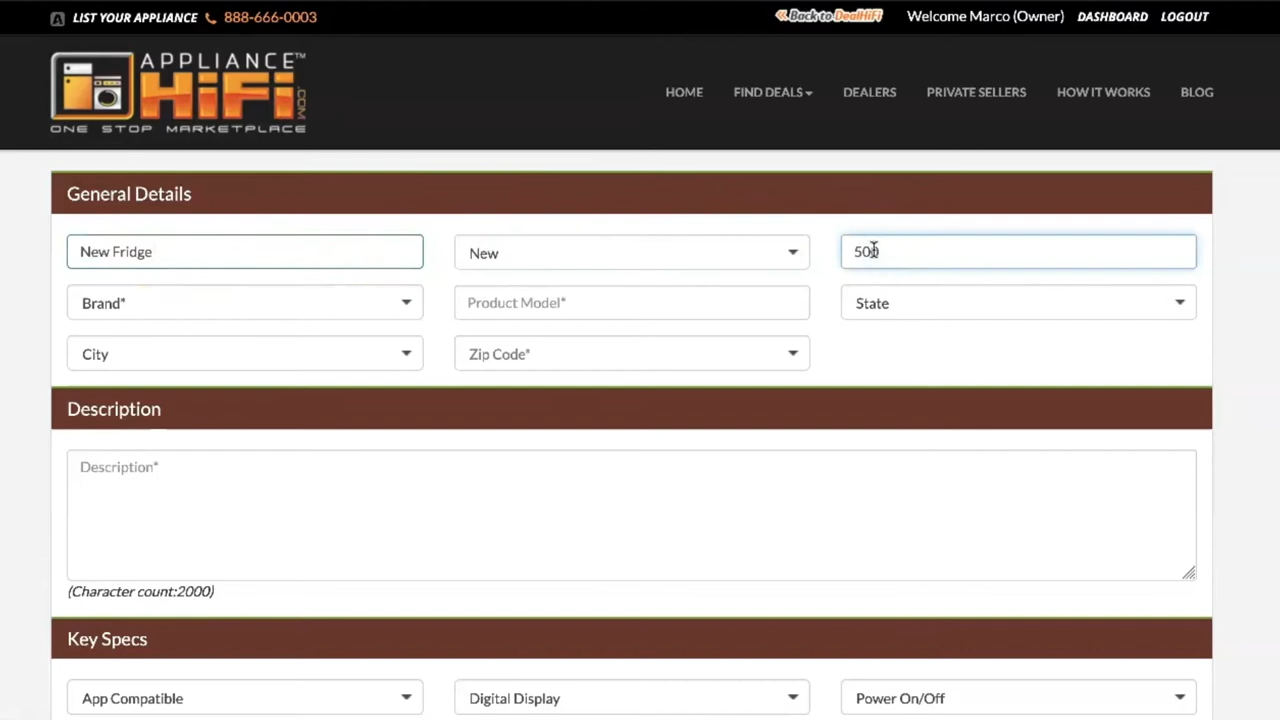 LIST YOUR APPLIANCE 888-666-0003
Back to DealHiFi
Welcome Marco (Owner) DASHBOARD LOGOUT
APPLIANCE™
HiFi.COM
ONE STOP MARKETPLACE
HOME FIND DEALS DEALERS PRIVATE SELLERS HOW IT WORKS BLOG
General Details
New Fridge New 500
Brand* Product Model* State
City Zip Code*
Description
Description*
(Character count:2000)
Key Specs
App Compatible Digital Display Power On/Off